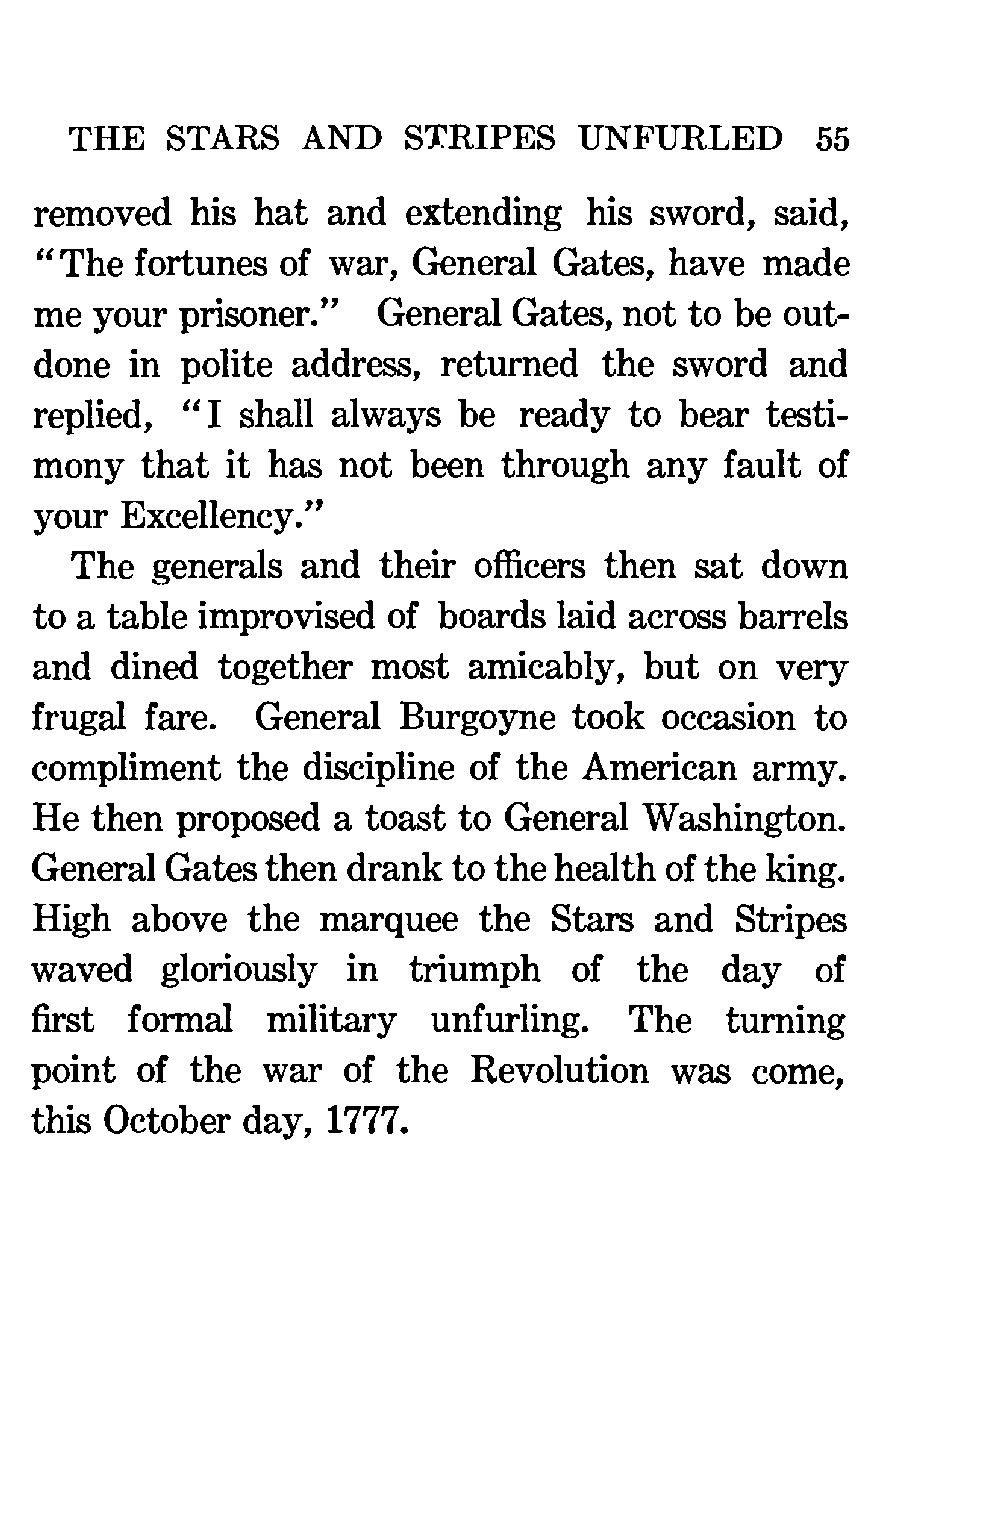 THE STARS AND STRIPES UNFURLED 55
removed his hat and extending his sword, said,
“The fortunes of war, General Gates, have made
me your prisoner.” General Gates, not to be out-
done in polite address, returned the sword and
replied, “I shall always be ready to bear testi-
mony that it has not been through any fault of
your Excellency.”
The generals and their officers then sat down
to a table improvised of boards laid across barrels
and dined together most amicably, but on very
frugal fare. General Burgoyne took occasion to
compliment the discipline of the American army.
He then proposed a toast to General Washington.
General Gates then drank to the health of the king.
High above the marquee the Stars and Stripes
waved gloriously in triumph of the day of
first formal military unfurling. The turning
point of the war of the Revolution was come,
this October day, 1777.